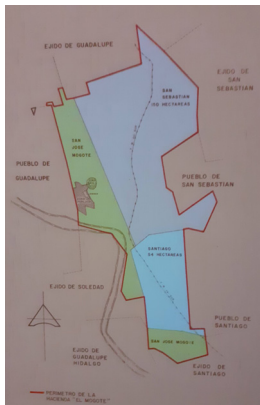 EJIDO DE GUADALUPE
EJIDO DE
SAN
SEBASTIAN
SAN
SEBASTIAN
HECTAREAS
SAN
JOSE
MOGOTE
PUEBLO
DE
GUADALUPE
PUEBLO DE
SAN SEBASTIAN
SANTIAGO
HECTAREAS
EJIDO DE SOLEDAD
PUEBLO DE
SANTIAGO
SAN JOSE MOGOTE
EJIDO DE
GUADALUPE
HIDALGO
EJIDO DE
SANTIAGO
PERIMETRO DE LA
HACIENDA "EL MOGOTE"